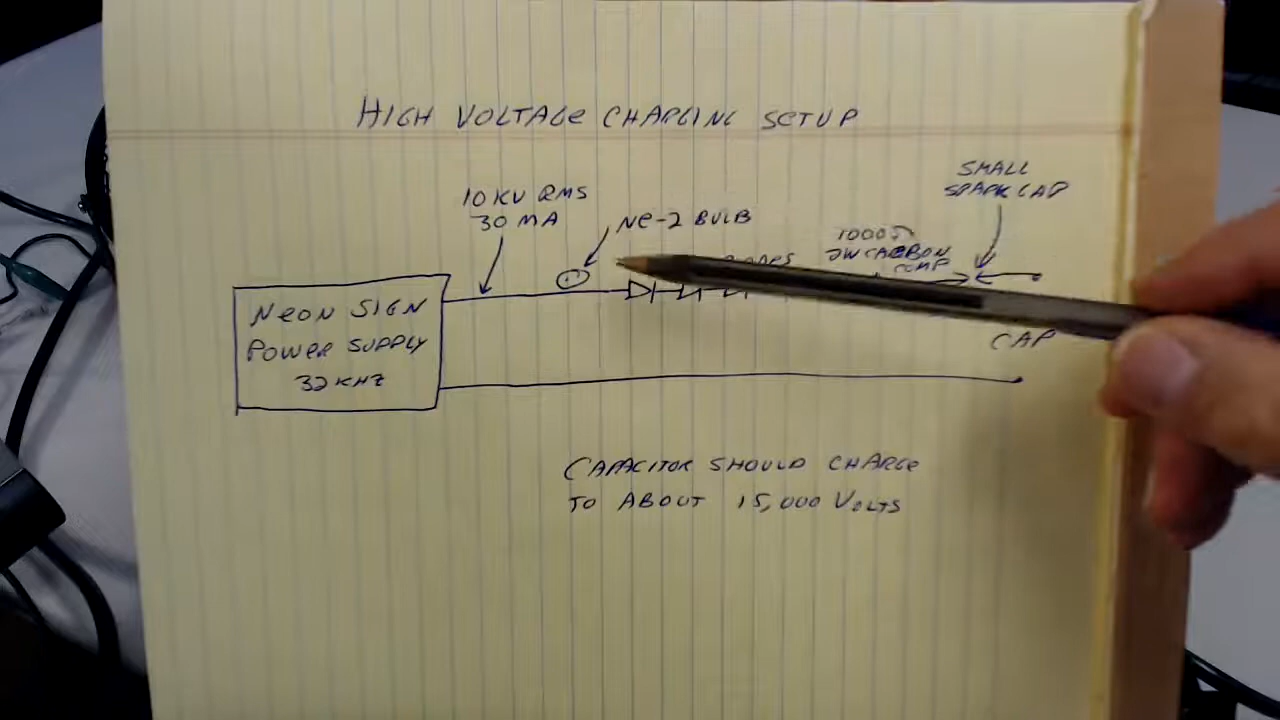 HIGH VOLTAGE CHARGING SETUP
SMALL
SPARK GAP
10 KV RMS
30 MA
NE-2 BULB
1000Ω
2W CARBON
COMP
NEON SIGN
POWER SUPPLY
32 KHZ
CAP
CAPACITOR SHOULD CHARGE
TO ABOUT 15,000 VOLTS